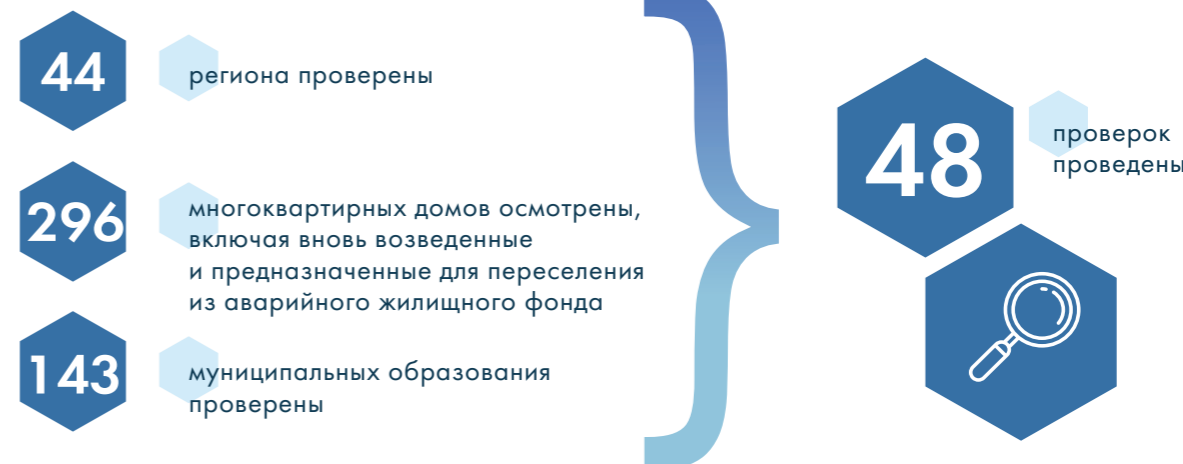 44
региона проверены
296
многоквартирных домов осмотрены,
включая вновь возведенные
и предназначенные для переселения
из аварийного жилищного фонда
143
муниципальных образования
проверены
48
проверок
проведены